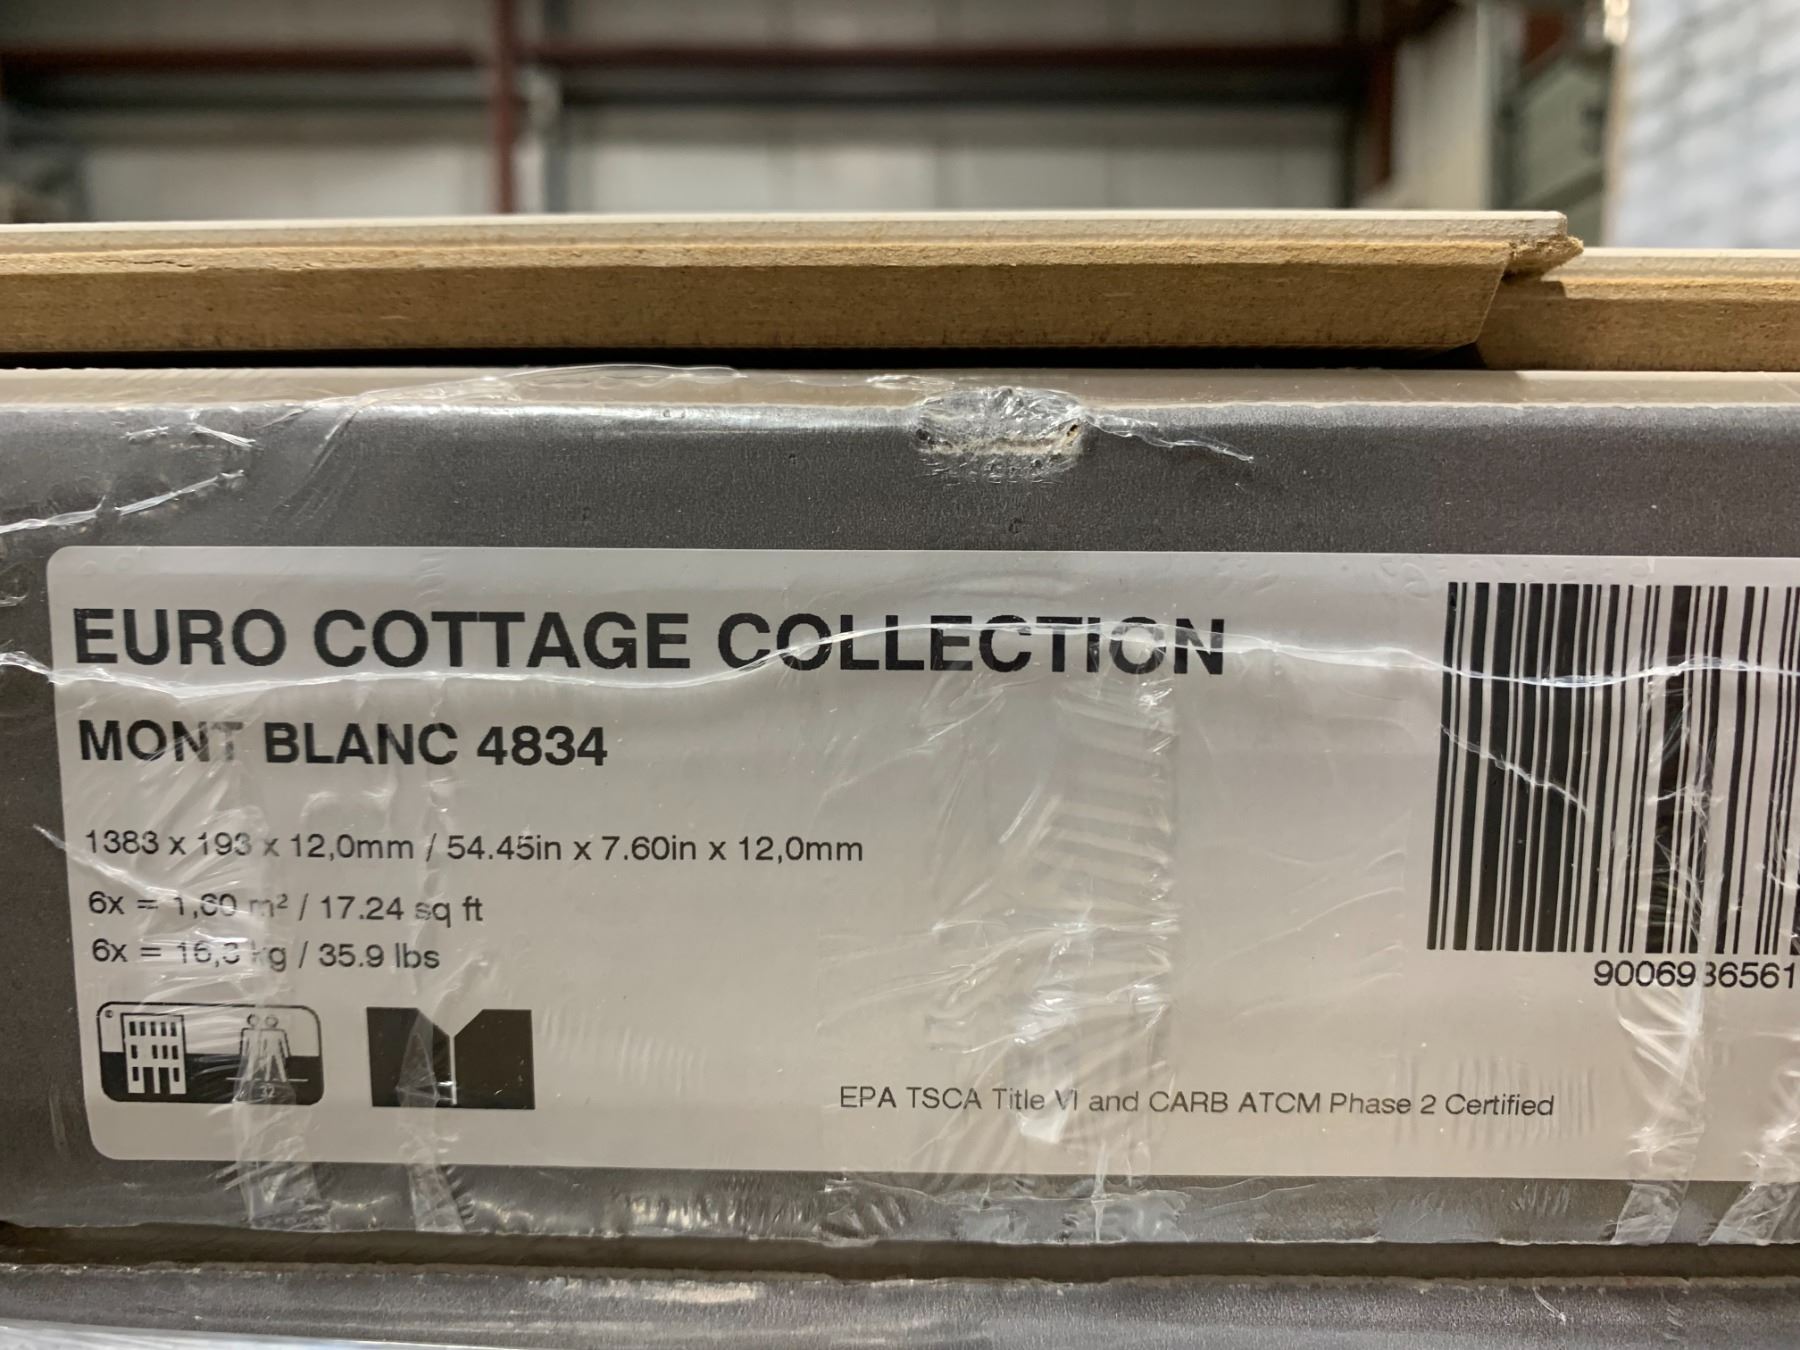 EURO COTTAGE COLLECTION
MONT BLANC 4834
1383 x 193 x 12,0mm / 54.45in x 7.60in x 12,0mm
6x = 1,60 m² / 17.24 sq ft
6x = 16,3 kg / 35.9 lbs
32
EPA TSCA Title VI and CARB ATCM Phase 2 Certified